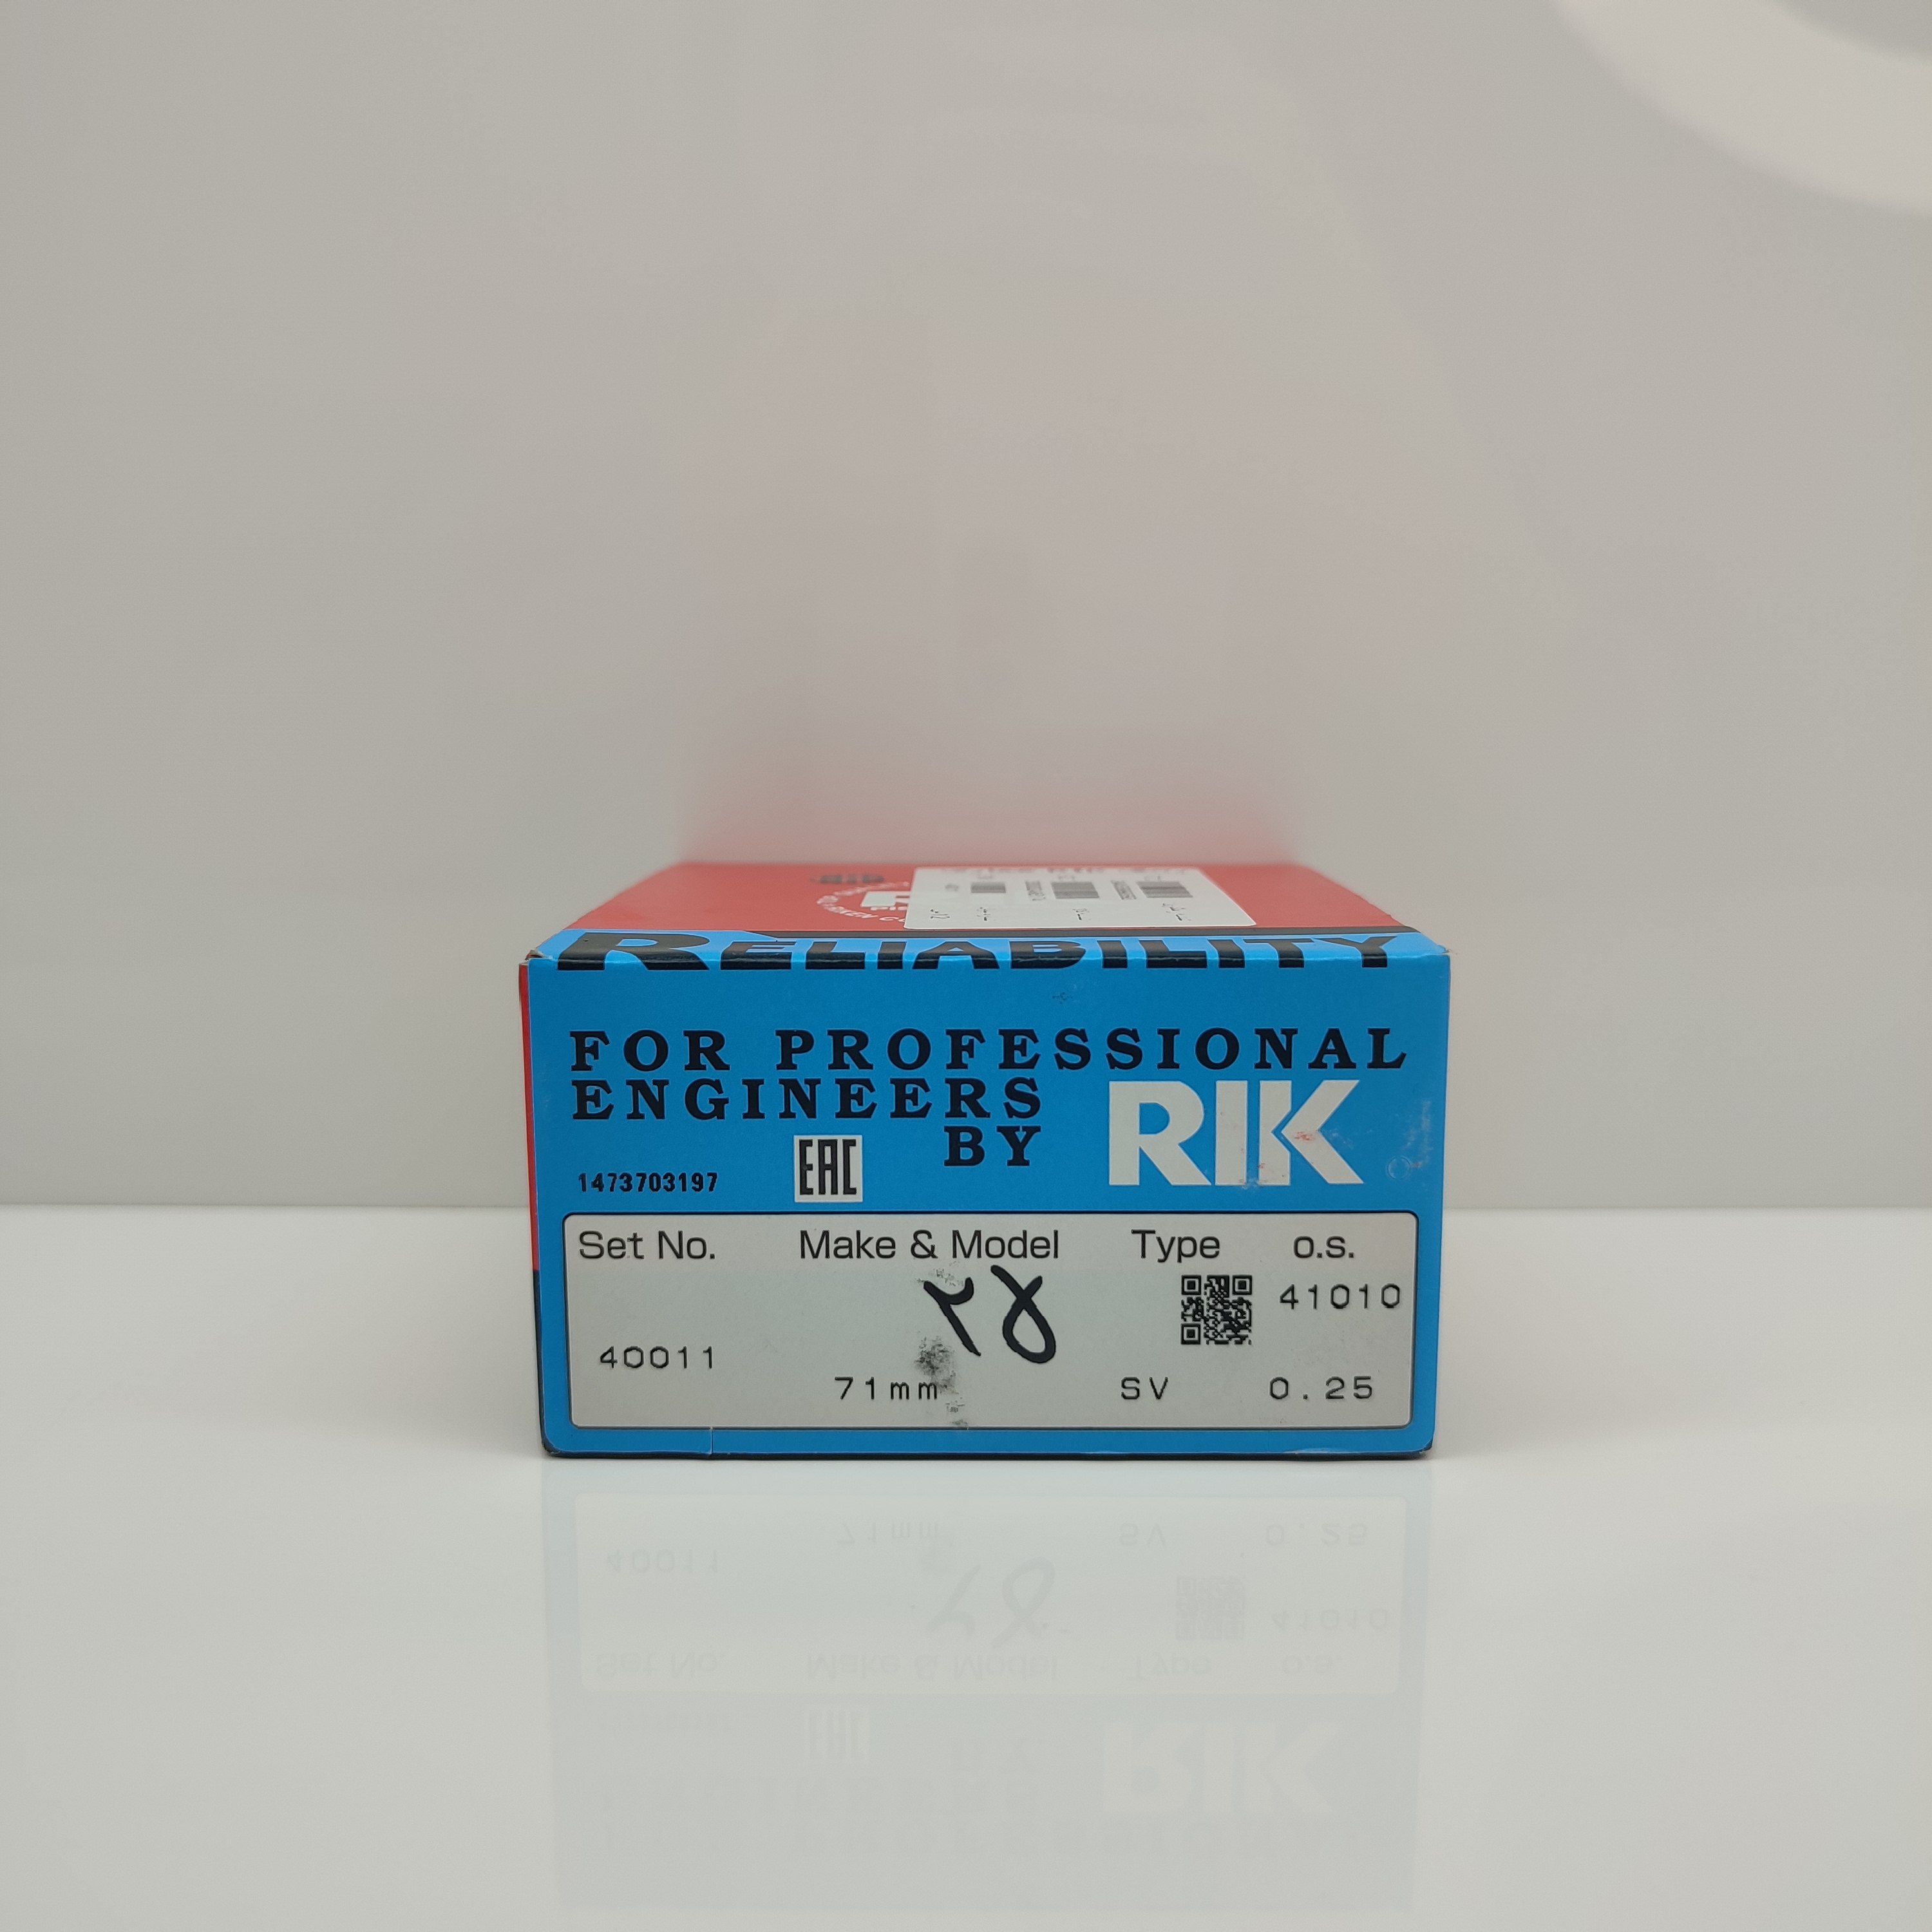 RELIABILITY
FOR PROFESSIONAL
ENGINEERS
BY RIK
1473703197 EAC
Set No. Make & Model Type o.s.
۲۵ 41010
40011
71mm SV 0.25